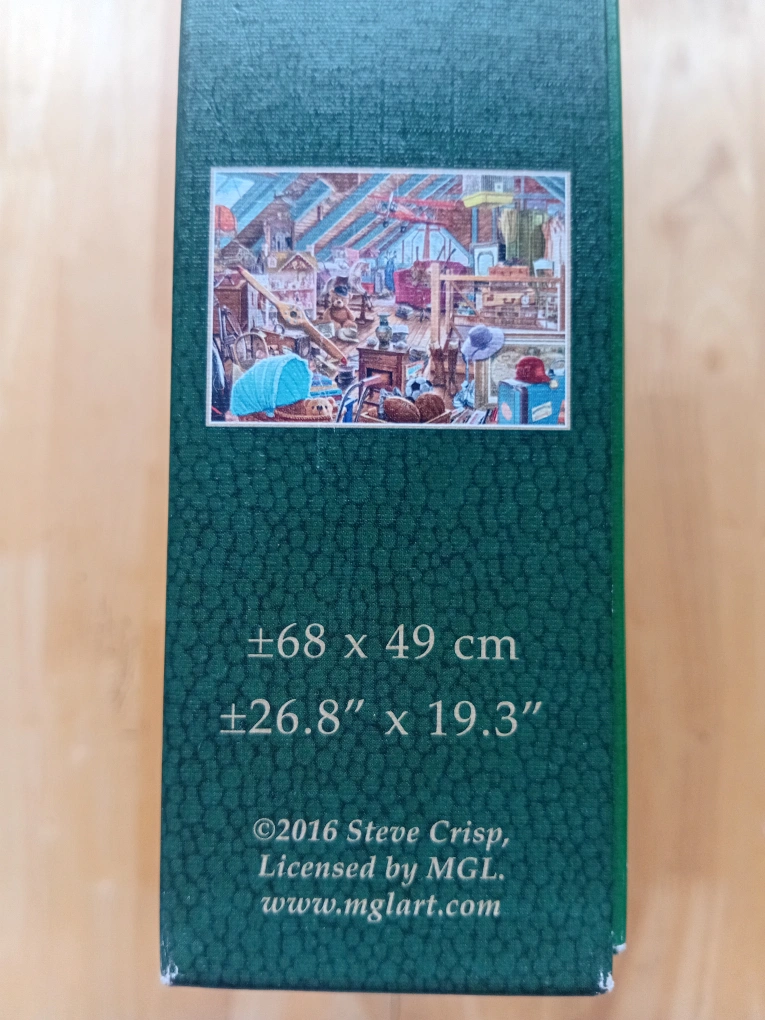 ±68 x 49 cm
±26.8” x 19.3”
©2016 Steve Crisp,
Licensed by MGL.
www.mglart.com